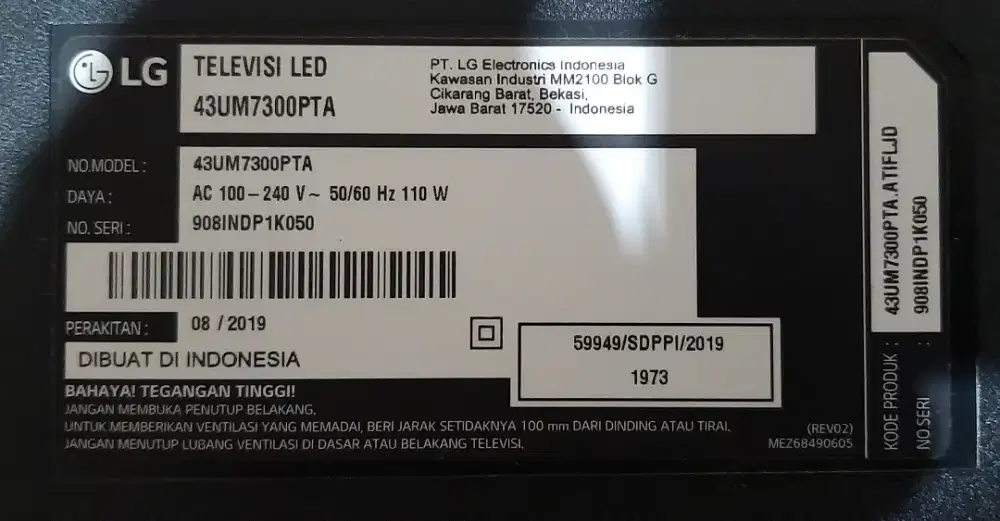 LG
TELEVISI LED
43UM7300PTA
PT. LG Electronics Indonesia
Kawasan Industri MM2100 Blok G
Cikarang Barat, Bekasi,
Jawa Barat 17520 - Indonesia
NO.MODEL : 43UM7300PTA
DAYA : AC 100 – 240 V~ 50/60 Hz 110 W
NO. SERI : 908INDP1K050
PERAKITAN : 08 / 2019
DIBUAT DI INDONESIA
59949/SDPPI/2019
1973
BAHAYA! TEGANGAN TINGGI!
JANGAN MEMBUKA PENUTUP BELAKANG.
UNTUK MEMBERIKAN VENTILASI YANG MEMADAI, BERI JARAK SETIDAKNYA 100 mm DARI DINDING ATAU TIRAI.
JANGAN MENUTUP LUBANG VENTILASI DI DASAR ATAU BELAKANG TELEVISI.
(REV02)
MEZ68490605
KODE PRODUK : 43UM7300PTA.ATIFLJD
NO.SERI : 908INDP1K050